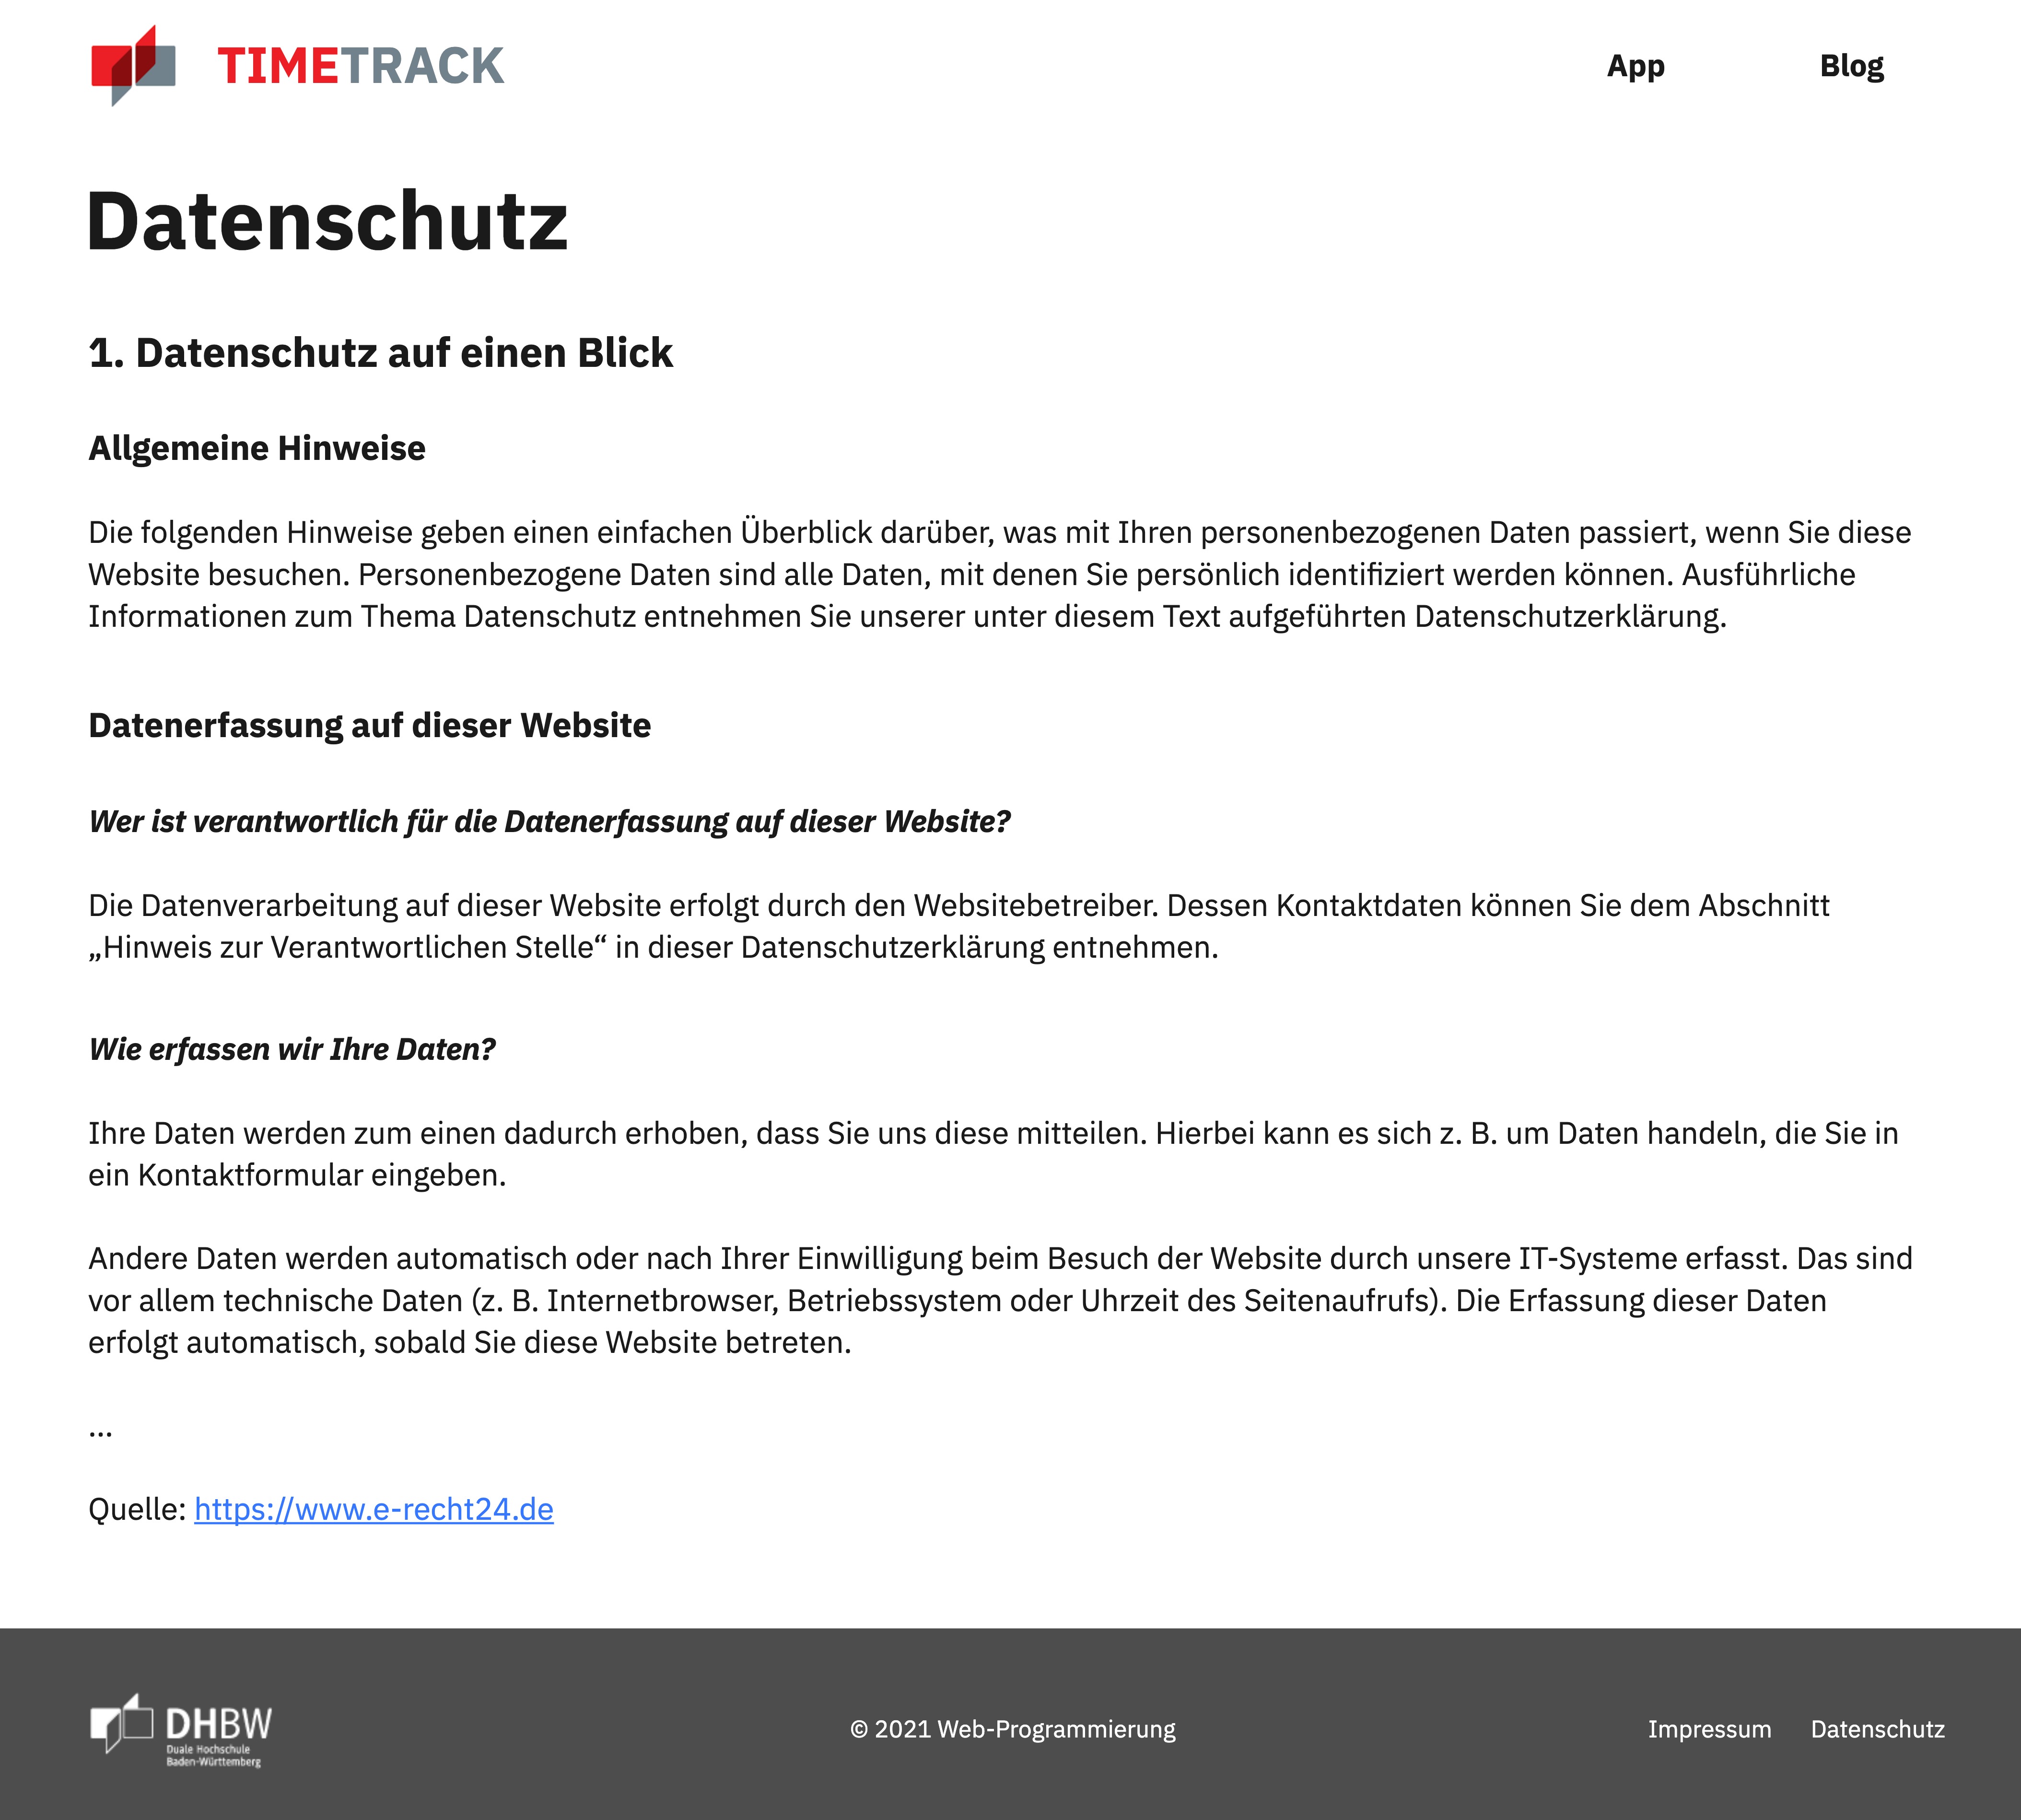 TIMETRACK
App
Blog
Datenschutz
1. Datenschutz auf einen Blick
Allgemeine Hinweise
Die folgenden Hinweise geben einen einfachen Überblick darüber, was mit Ihren personenbezogenen Daten passiert, wenn Sie diese
Website besuchen. Personenbezogene Daten sind alle Daten, mit denen Sie persönlich identifiziert werden können. Ausführliche
Informationen zum Thema Datenschutz entnehmen Sie unserer unter diesem Text aufgeführten Datenschutzerklärung.
Datenerfassung auf dieser Website
Wer ist verantwortlich für die Datenerfassung auf dieser Website?
Die Datenverarbeitung auf dieser Website erfolgt durch den Websitebetreiber. Dessen Kontaktdaten können Sie dem Abschnitt
„Hinweis zur Verantwortlichen Stelle“ in dieser Datenschutzerklärung entnehmen.
Wie erfassen wir Ihre Daten?
Ihre Daten werden zum einen dadurch erhoben, dass Sie uns diese mitteilen. Hierbei kann es sich z. B. um Daten handeln, die Sie in
ein Kontaktformular eingeben.
Andere Daten werden automatisch oder nach Ihrer Einwilligung beim Besuch der Website durch unsere IT-Systeme erfasst. Das sind
vor allem technische Daten (z. B. Internetbrowser, Betriebssystem oder Uhrzeit des Seitenaufrufs). Die Erfassung dieser Daten
erfolgt automatisch, sobald Sie diese Website betreten.
...
Quelle: https://www.e-recht24.de
DHBW
Duale Hochschule
Baden-Württemberg
© 2021 Web-Programmierung
Impressum
Datenschutz